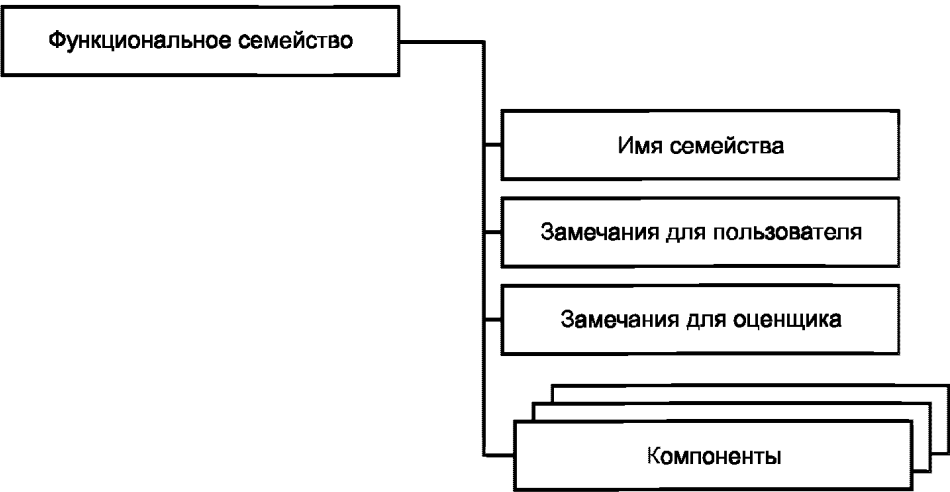 Функциональное семейство
Имя семейства
Замечания для пользователя
Замечания для оценщика
Компоненты